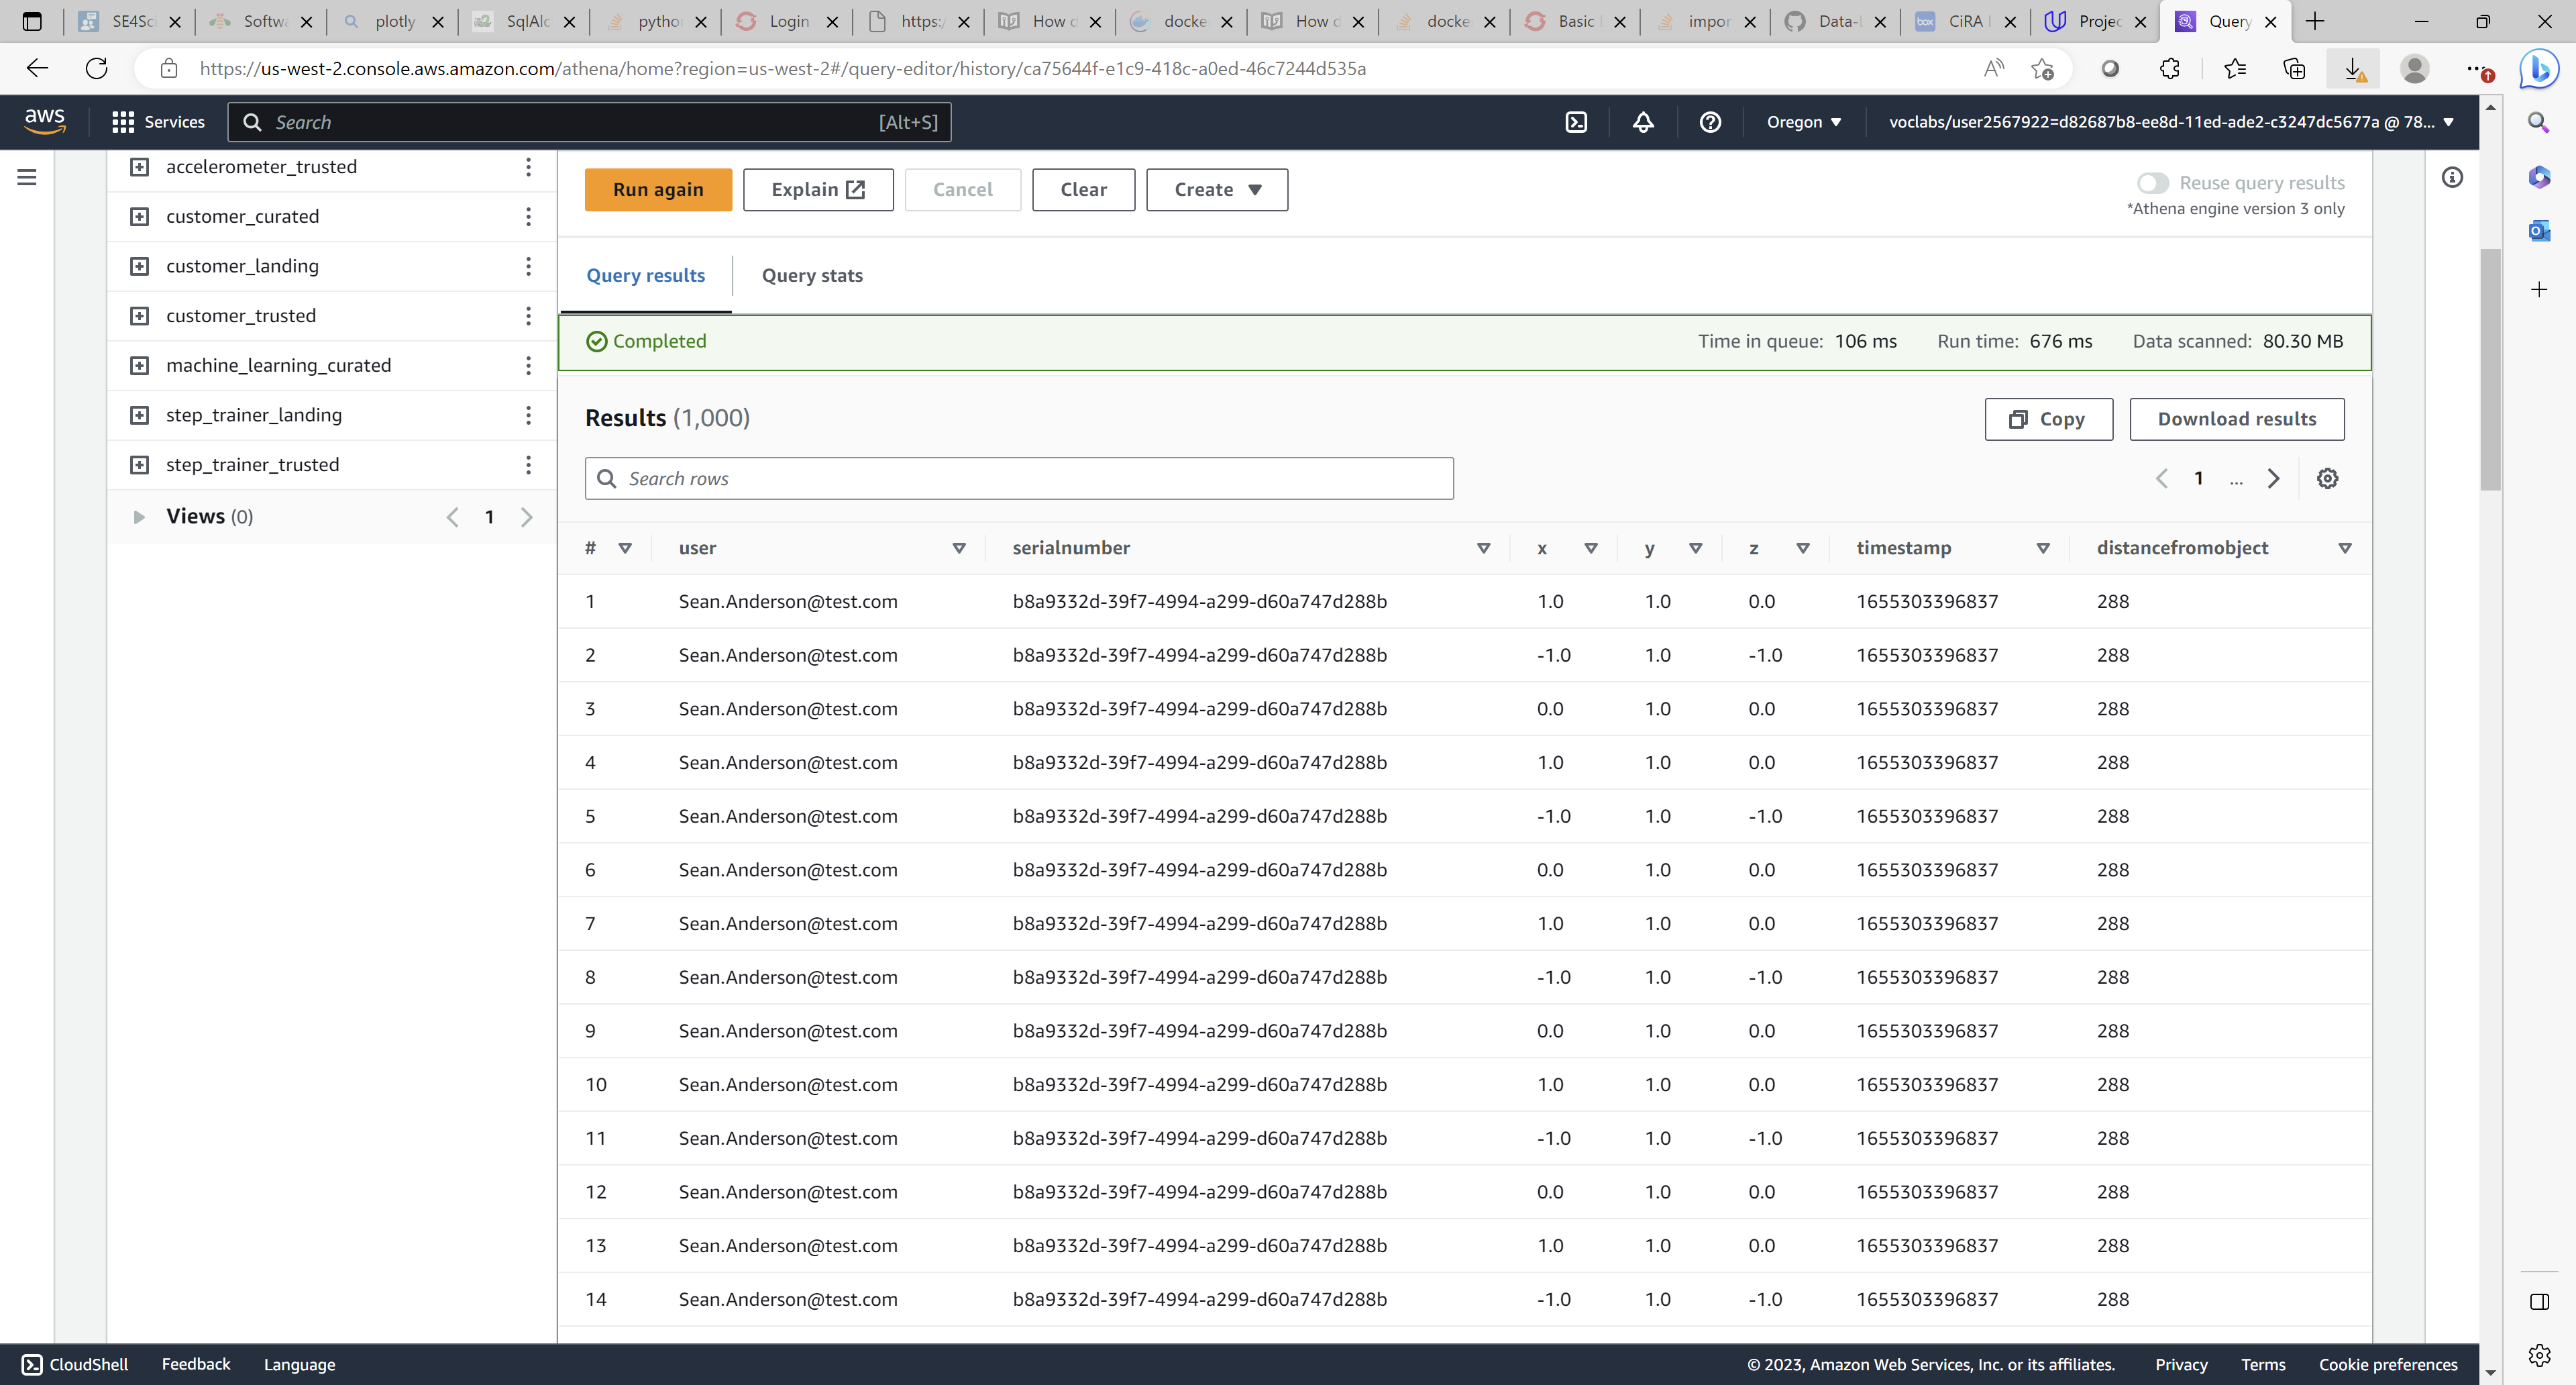 SE4Sci
Softwa
plotly
SqlAlc
python
Login
https:/
How d
docke
How d
docke
Basic
impor
Data-
CiRA
Projec
Query
https://us-west-2.console.aws.amazon.com/athena/home?region=us-west-2#/query-editor/history/ca75644f-e1c9-418c-a0ed-46c7244d535a
aws Services Search [Alt+S] Oregon voclabs/user2567922=d82687b8-ee8d-11ed-ade2-c3247dc5677a @ 78...
accelerometer_trusted
customer_curated
customer_landing
customer_trusted
machine_learning_curated
step_trainer_landing
step_trainer_trusted
Views (0) 1
Run again Explain Cancel Clear Create
Reuse query results
*Athena engine version 3 only
Query results Query stats
Completed Time in queue: 106 ms Run time: 676 ms Data scanned: 80.30 MB
Results (1,000) Copy Download results
Search rows 1 ...
# user serialnumber x y z timestamp distancefromobject
1 Sean.Anderson@test.com b8a9332d-39f7-4994-a299-d60a747d288b 1.0 1.0 0.0 1655303396837 288
2 Sean.Anderson@test.com b8a9332d-39f7-4994-a299-d60a747d288b -1.0 1.0 -1.0 1655303396837 288
3 Sean.Anderson@test.com b8a9332d-39f7-4994-a299-d60a747d288b 0.0 1.0 0.0 1655303396837 288
4 Sean.Anderson@test.com b8a9332d-39f7-4994-a299-d60a747d288b 1.0 1.0 0.0 1655303396837 288
5 Sean.Anderson@test.com b8a9332d-39f7-4994-a299-d60a747d288b -1.0 1.0 -1.0 1655303396837 288
6 Sean.Anderson@test.com b8a9332d-39f7-4994-a299-d60a747d288b 0.0 1.0 0.0 1655303396837 288
7 Sean.Anderson@test.com b8a9332d-39f7-4994-a299-d60a747d288b 1.0 1.0 0.0 1655303396837 288
8 Sean.Anderson@test.com b8a9332d-39f7-4994-a299-d60a747d288b -1.0 1.0 -1.0 1655303396837 288
9 Sean.Anderson@test.com b8a9332d-39f7-4994-a299-d60a747d288b 0.0 1.0 0.0 1655303396837 288
10 Sean.Anderson@test.com b8a9332d-39f7-4994-a299-d60a747d288b 1.0 1.0 0.0 1655303396837 288
11 Sean.Anderson@test.com b8a9332d-39f7-4994-a299-d60a747d288b -1.0 1.0 -1.0 1655303396837 288
12 Sean.Anderson@test.com b8a9332d-39f7-4994-a299-d60a747d288b 0.0 1.0 0.0 1655303396837 288
13 Sean.Anderson@test.com b8a9332d-39f7-4994-a299-d60a747d288b 1.0 1.0 0.0 1655303396837 288
14 Sean.Anderson@test.com b8a9332d-39f7-4994-a299-d60a747d288b -1.0 1.0 -1.0 1655303396837 288
CloudShell Feedback Language © 2023, Amazon Web Services, Inc. or its affiliates. Privacy Terms Cookie preferences